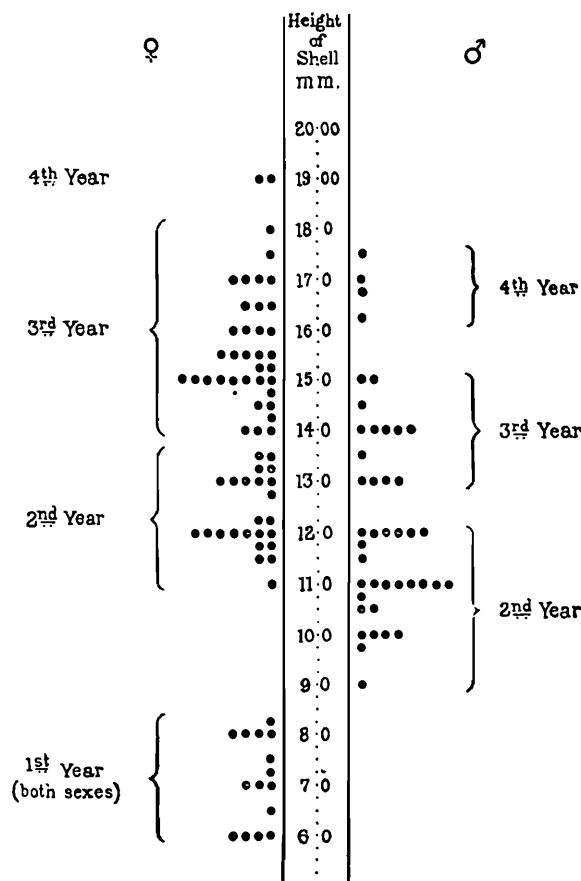 Height
of
Shell
mm.
♀
♂
20·00
4th Year
19·00
18·0
17·0
4th Year
3rd Year
16·0
15·0
14·0
3rd Year
13·0
2nd Year
12·0
11·0
2nd Year
10·0
9·0
8·0
1st Year
(both sexes)
7·0
6·0